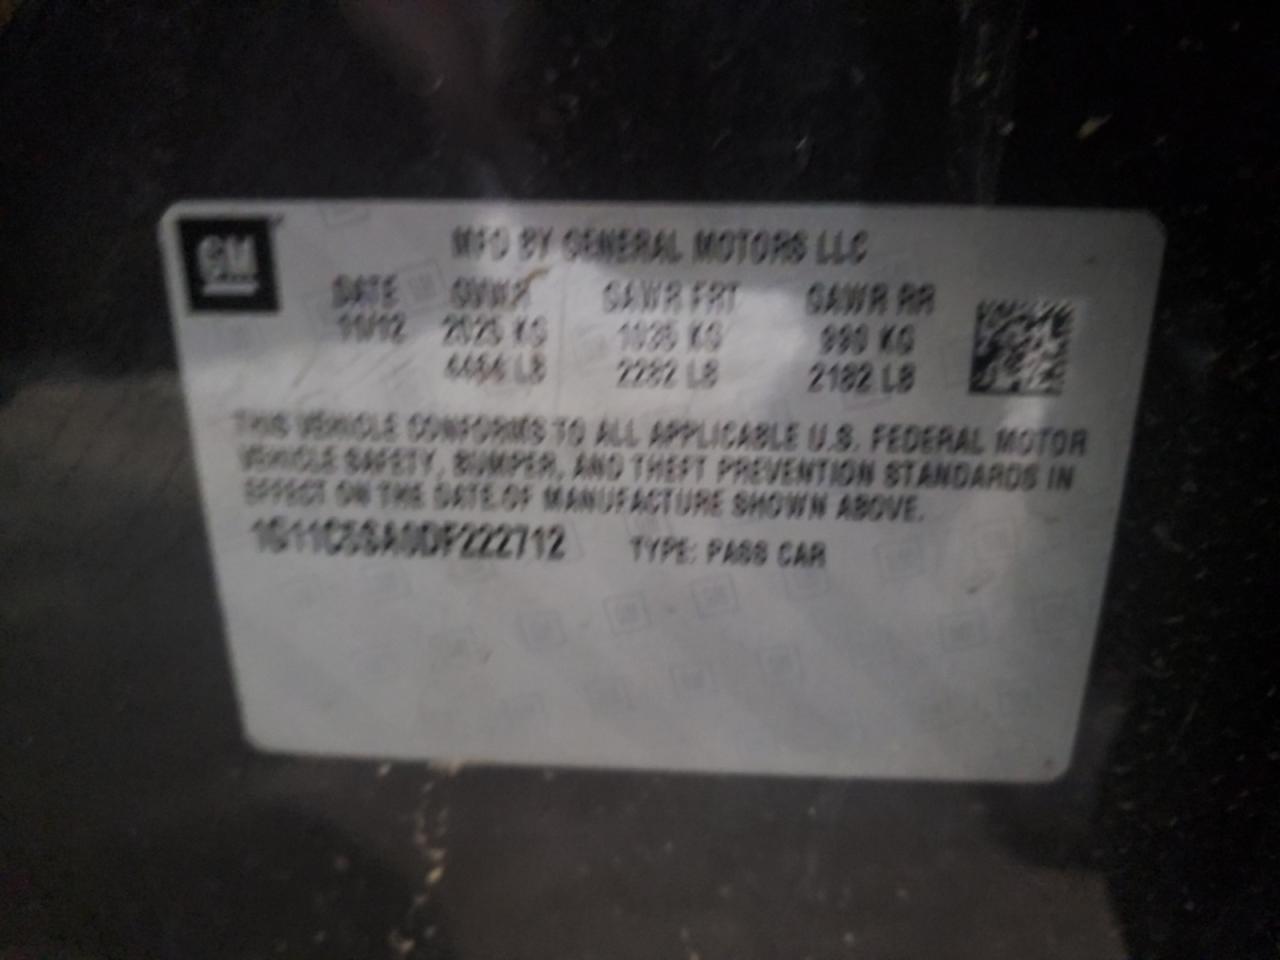 GM
MFD BY GENERAL MOTORS LLC
DATE GVWR GAWR FRT GAWR RR
11/12 2025 KG 1035 KG 990 KG
4464 LB 2282 LB 2182 LB
THIS VEHICLE CONFORMS TO ALL APPLICABLE U.S. FEDERAL MOTOR
VEHICLE SAFETY, BUMPER, AND THEFT PREVENTION STANDARDS IN
EFFECT ON THE DATE OF MANUFACTURE SHOWN ABOVE.
1G11C5SA0DF222712 TYPE: PASS CAR